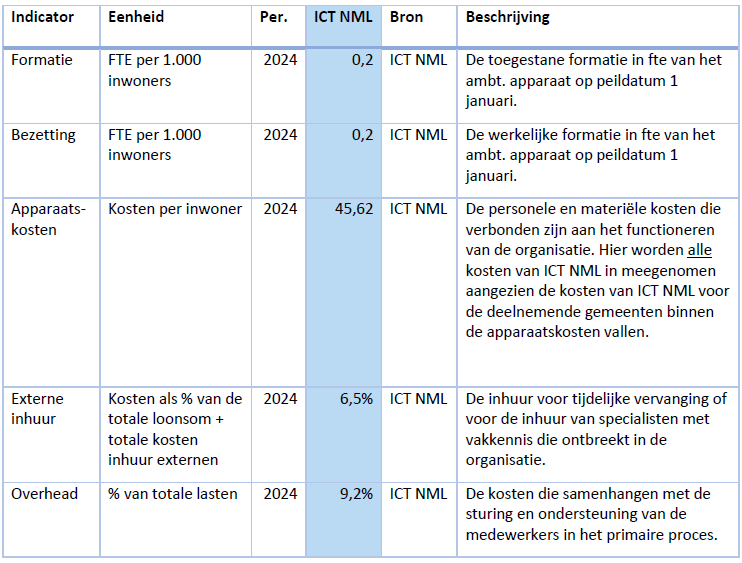 Indicator Eenheid Per. ICT NML Bron Beschrijving
Formatie FTE per 1.000 2024 0,2 ICT NML De toegestane formatie in fte van het
inwoners ambt. apparaat op peildatum 1
januari.
Bezetting FTE per 1.000 2024 0,2 ICT NML De werkelijke formatie in fte van het
inwoners ambt. apparaat op peildatum 1
januari.
Apparaats- Kosten per inwoner 2024 45,62 ICT NML De personele en materiële kosten die
kosten verbonden zijn aan het functioneren
van de organisatie. Hier worden alle
kosten van ICT NML in meegenomen
aangezien de kosten van ICT NML voor
de deelnemende gemeenten binnen
de apparaatskosten vallen.
Externe Kosten als % van de 2024 6,5% ICT NML De inhuur voor tijdelijke vervanging of
inhuur totale loonsom + voor de inhuur van specialisten met
totale kosten vakkennis die ontbreekt in de
inhuur externen organisatie.
Overhead % van totale lasten 2024 9,2% ICT NML De kosten die samenhangen met de
sturing en ondersteuning van de
medewerkers in het primaire proces.